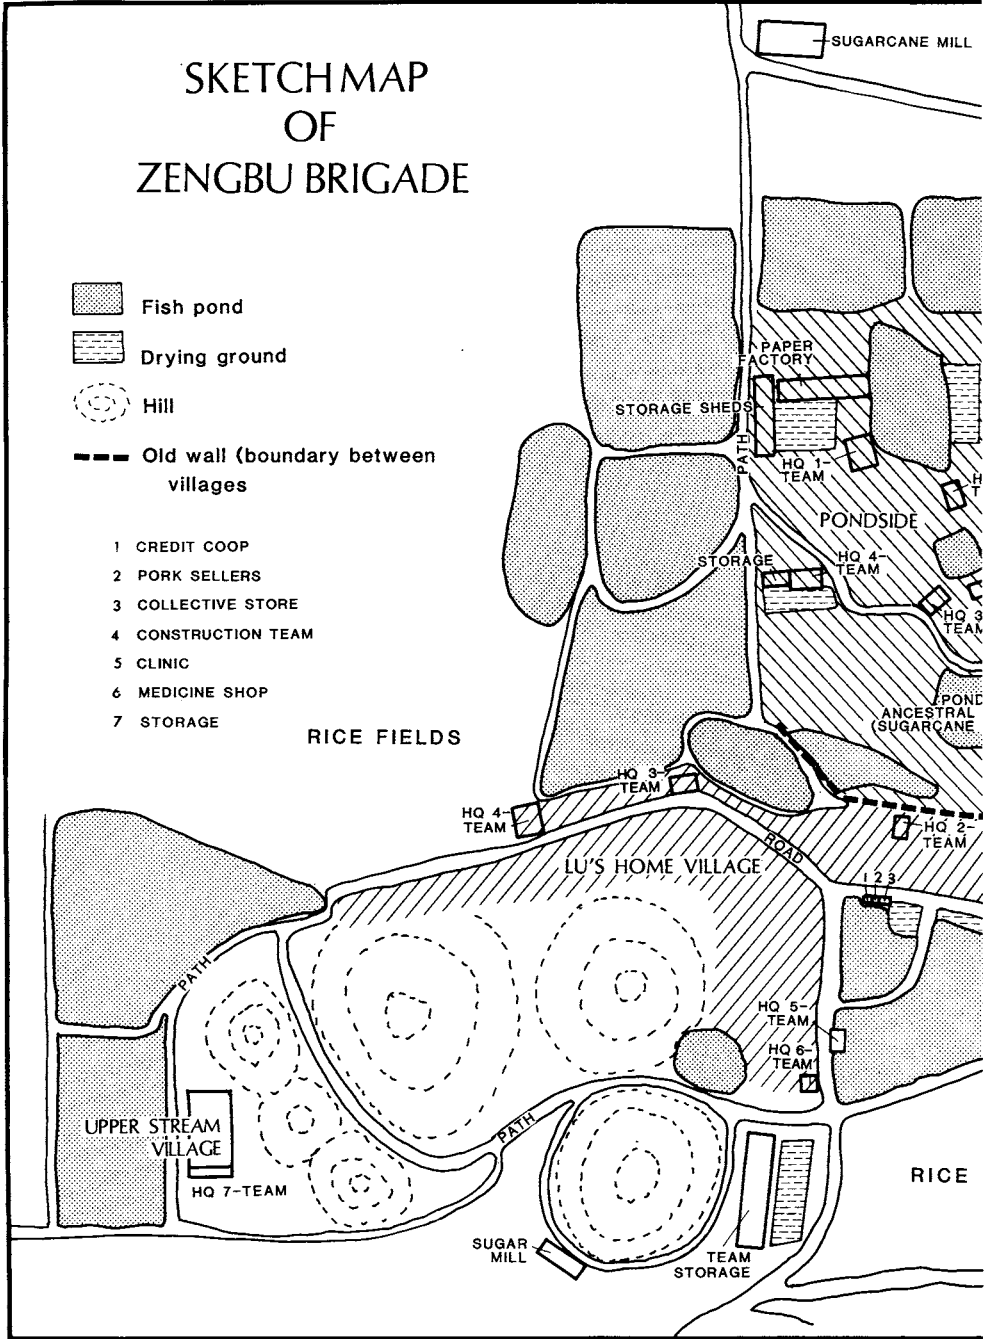 SKETCH MAP
OF
ZENGBU BRIGADE
SUGARCANE MILL
Fish pond
Drying ground
Hill
Old wall (boundary between
villages
1 CREDIT COOP
2 PORK SELLERS
3 COLLECTIVE STORE
4 CONSTRUCTION TEAM
5 CLINIC
6 MEDICINE SHOP
7 STORAGE
RICE FIELDS
PAPER
FACTORY
STORAGE SHEDS
PATH
HQ 1-
TEAM
H
T
PONDSIDE
STORAGE
HQ 4-
TEAM
HQ 3
TEAM
POND
ANCESTRAL
(SUGARCANE
HQ 3-
TEAM
HQ 4-
TEAM
HQ 2-
TEAM
ROAD
LU'S HOME VILLAGE
1 2 3
PATH
HQ 5-
TEAM
HQ 6-
TEAM
UPPER STREAM
VILLAGE
PATH
HQ 7-TEAM
RICE
SUGAR
MILL
TEAM
STORAGE